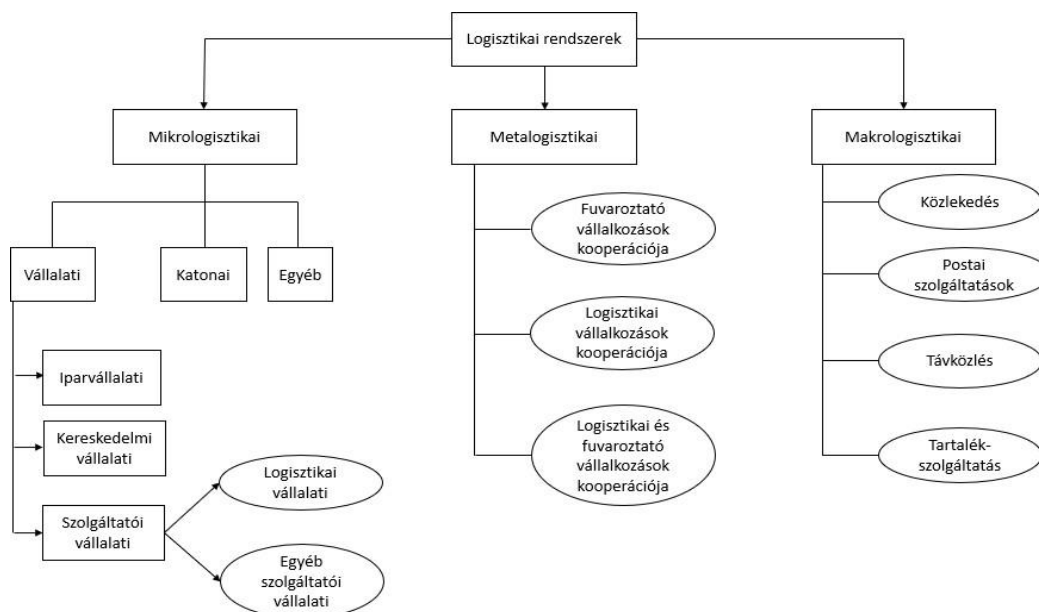 Logisztikai rendszerek
Mikrologisztikai
Metalogisztikai
Makrologisztikai
Vállalati
Katonai
Egyéb
Iparvállalati
Kereskedelmi
vállalati
Szolgáltatói
vállalati
Logisztikai
vállalati
Egyéb
szolgáltatói
vállalati
Fuvaroztató
vállalkozások
kooperációja
Logisztikai
vállalkozások
kooperációja
Logisztikai és
fuvaroztató
vállalkozások
kooperációja
Közlekedés
Postai
szolgáltatások
Távközlés
Tartalék-
szolgáltatás